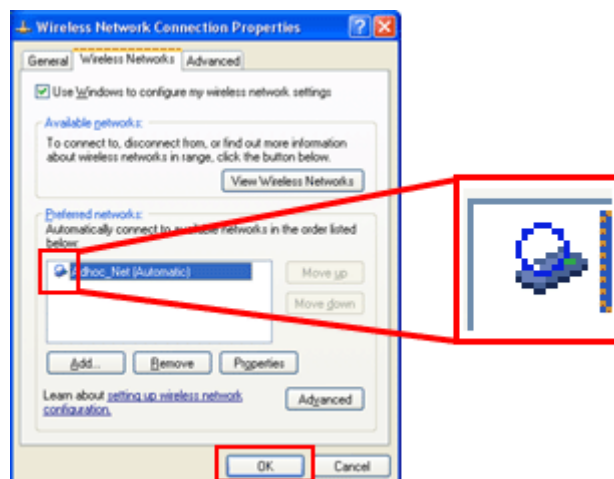 Wireless Network Connection Properties
General Wireless Networks Advanced
Use Windows to configure my wireless network settings
Available networks:
To connect to, disconnect from, or find out more information
about wireless networks in range, click the button below.
View Wireless Networks
Preferred networks:
Automatically connect to available networks in the order listed
below:
Adhoc_Net (Automatic)
Move up
Move down
Add... Remove Properties
Learn about setting up wireless network
configuration.
Advanced
OK Cancel